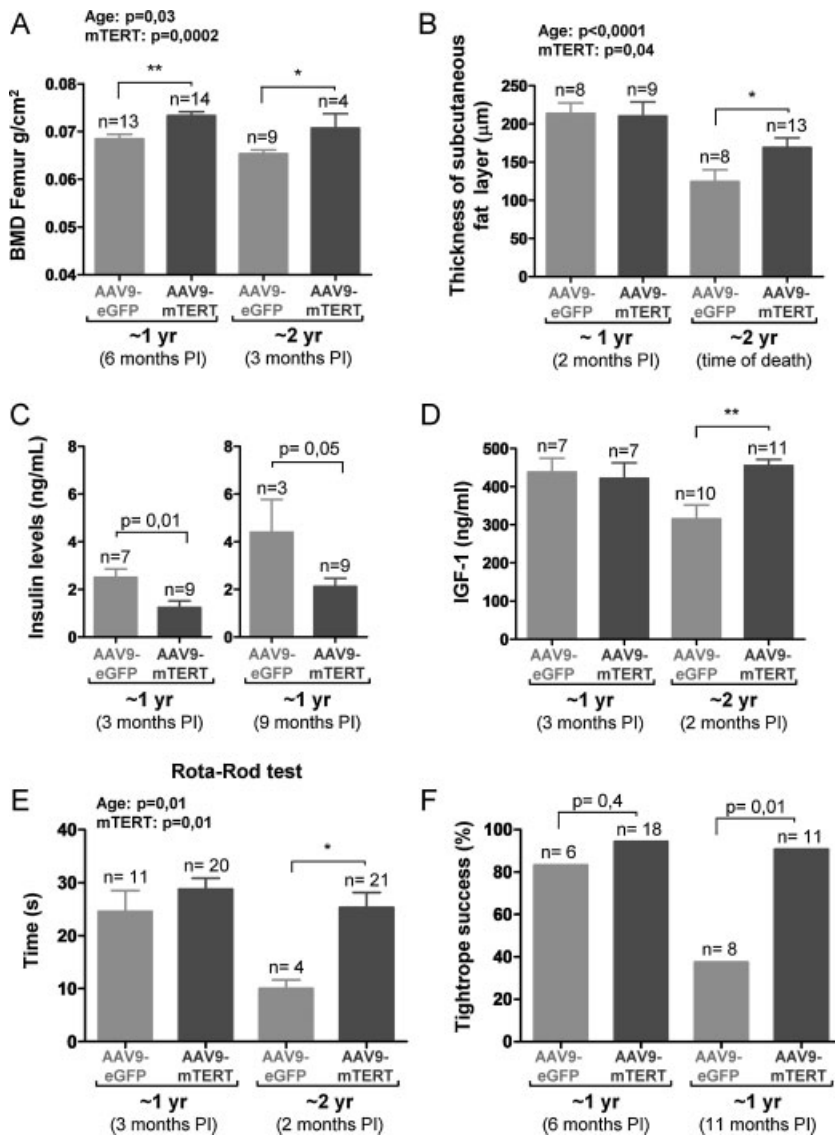 A
Age: p=0,03
mTERT: p=0,0002
BMD Femur g/cm²
0.08
0.07
0.06
0.05
0.04
**
*
n=13
n=14
n=9
n=4
AAV9-eGFP
AAV9-mTERT
AAV9-eGFP
AAV9-mTERT
~1 yr
(6 months PI)
~2 yr
(3 months PI)
B
Age: p<0,0001
mTERT: p=0,04
Thickness of subcutaneous
fat layer (μm)
250
200
150
100
50
0
n=8
n=9
*
n=8
n=13
AAV9-eGFP
AAV9-mTERT
AAV9-eGFP
AAV9-mTERT
~ 1 yr
(2 months PI)
~2 yr
(time of death)
C
Insulin levels (ng/mL)
8
6
4
2
0
p= 0,01
n=7
n=9
AAV9-eGFP
AAV9-mTERT
~1 yr
(3 months PI)
8
6
4
2
0
p= 0,05
n=3
n=9
AAV9-eGFP
AAV9-mTERT
~1 yr
(9 months PI)
D
IGF-1 (ng/ml)
500
400
300
200
100
0
n=7
n=7
**
n=10
n=11
AAV9-eGFP
AAV9-mTERT
AAV9-eGFP
AAV9-mTERT
~1 yr
(3 months PI)
~2 yr
(2 months PI)
Rota-Rod test
E
Age: p=0,01
mTERT: p=0,01
Time (s)
40
30
20
10
0
n= 11
n= 20
*
n= 4
n= 21
AAV9-eGFP
AAV9-mTERT
AAV9-eGFP
AAV9-mTERT
~1 yr
(3 months PI)
~2 yr
(2 months PI)
F
Tightrope success (%)
100
80
60
40
20
0
p= 0,4
n= 6
n= 18
p= 0,01
n= 8
n= 11
AAV9-eGFP
AAV9-mTERT
AAV9-eGFP
AAV9-mTERT
~1 yr
(6 months PI)
~1 yr
(11 months PI)